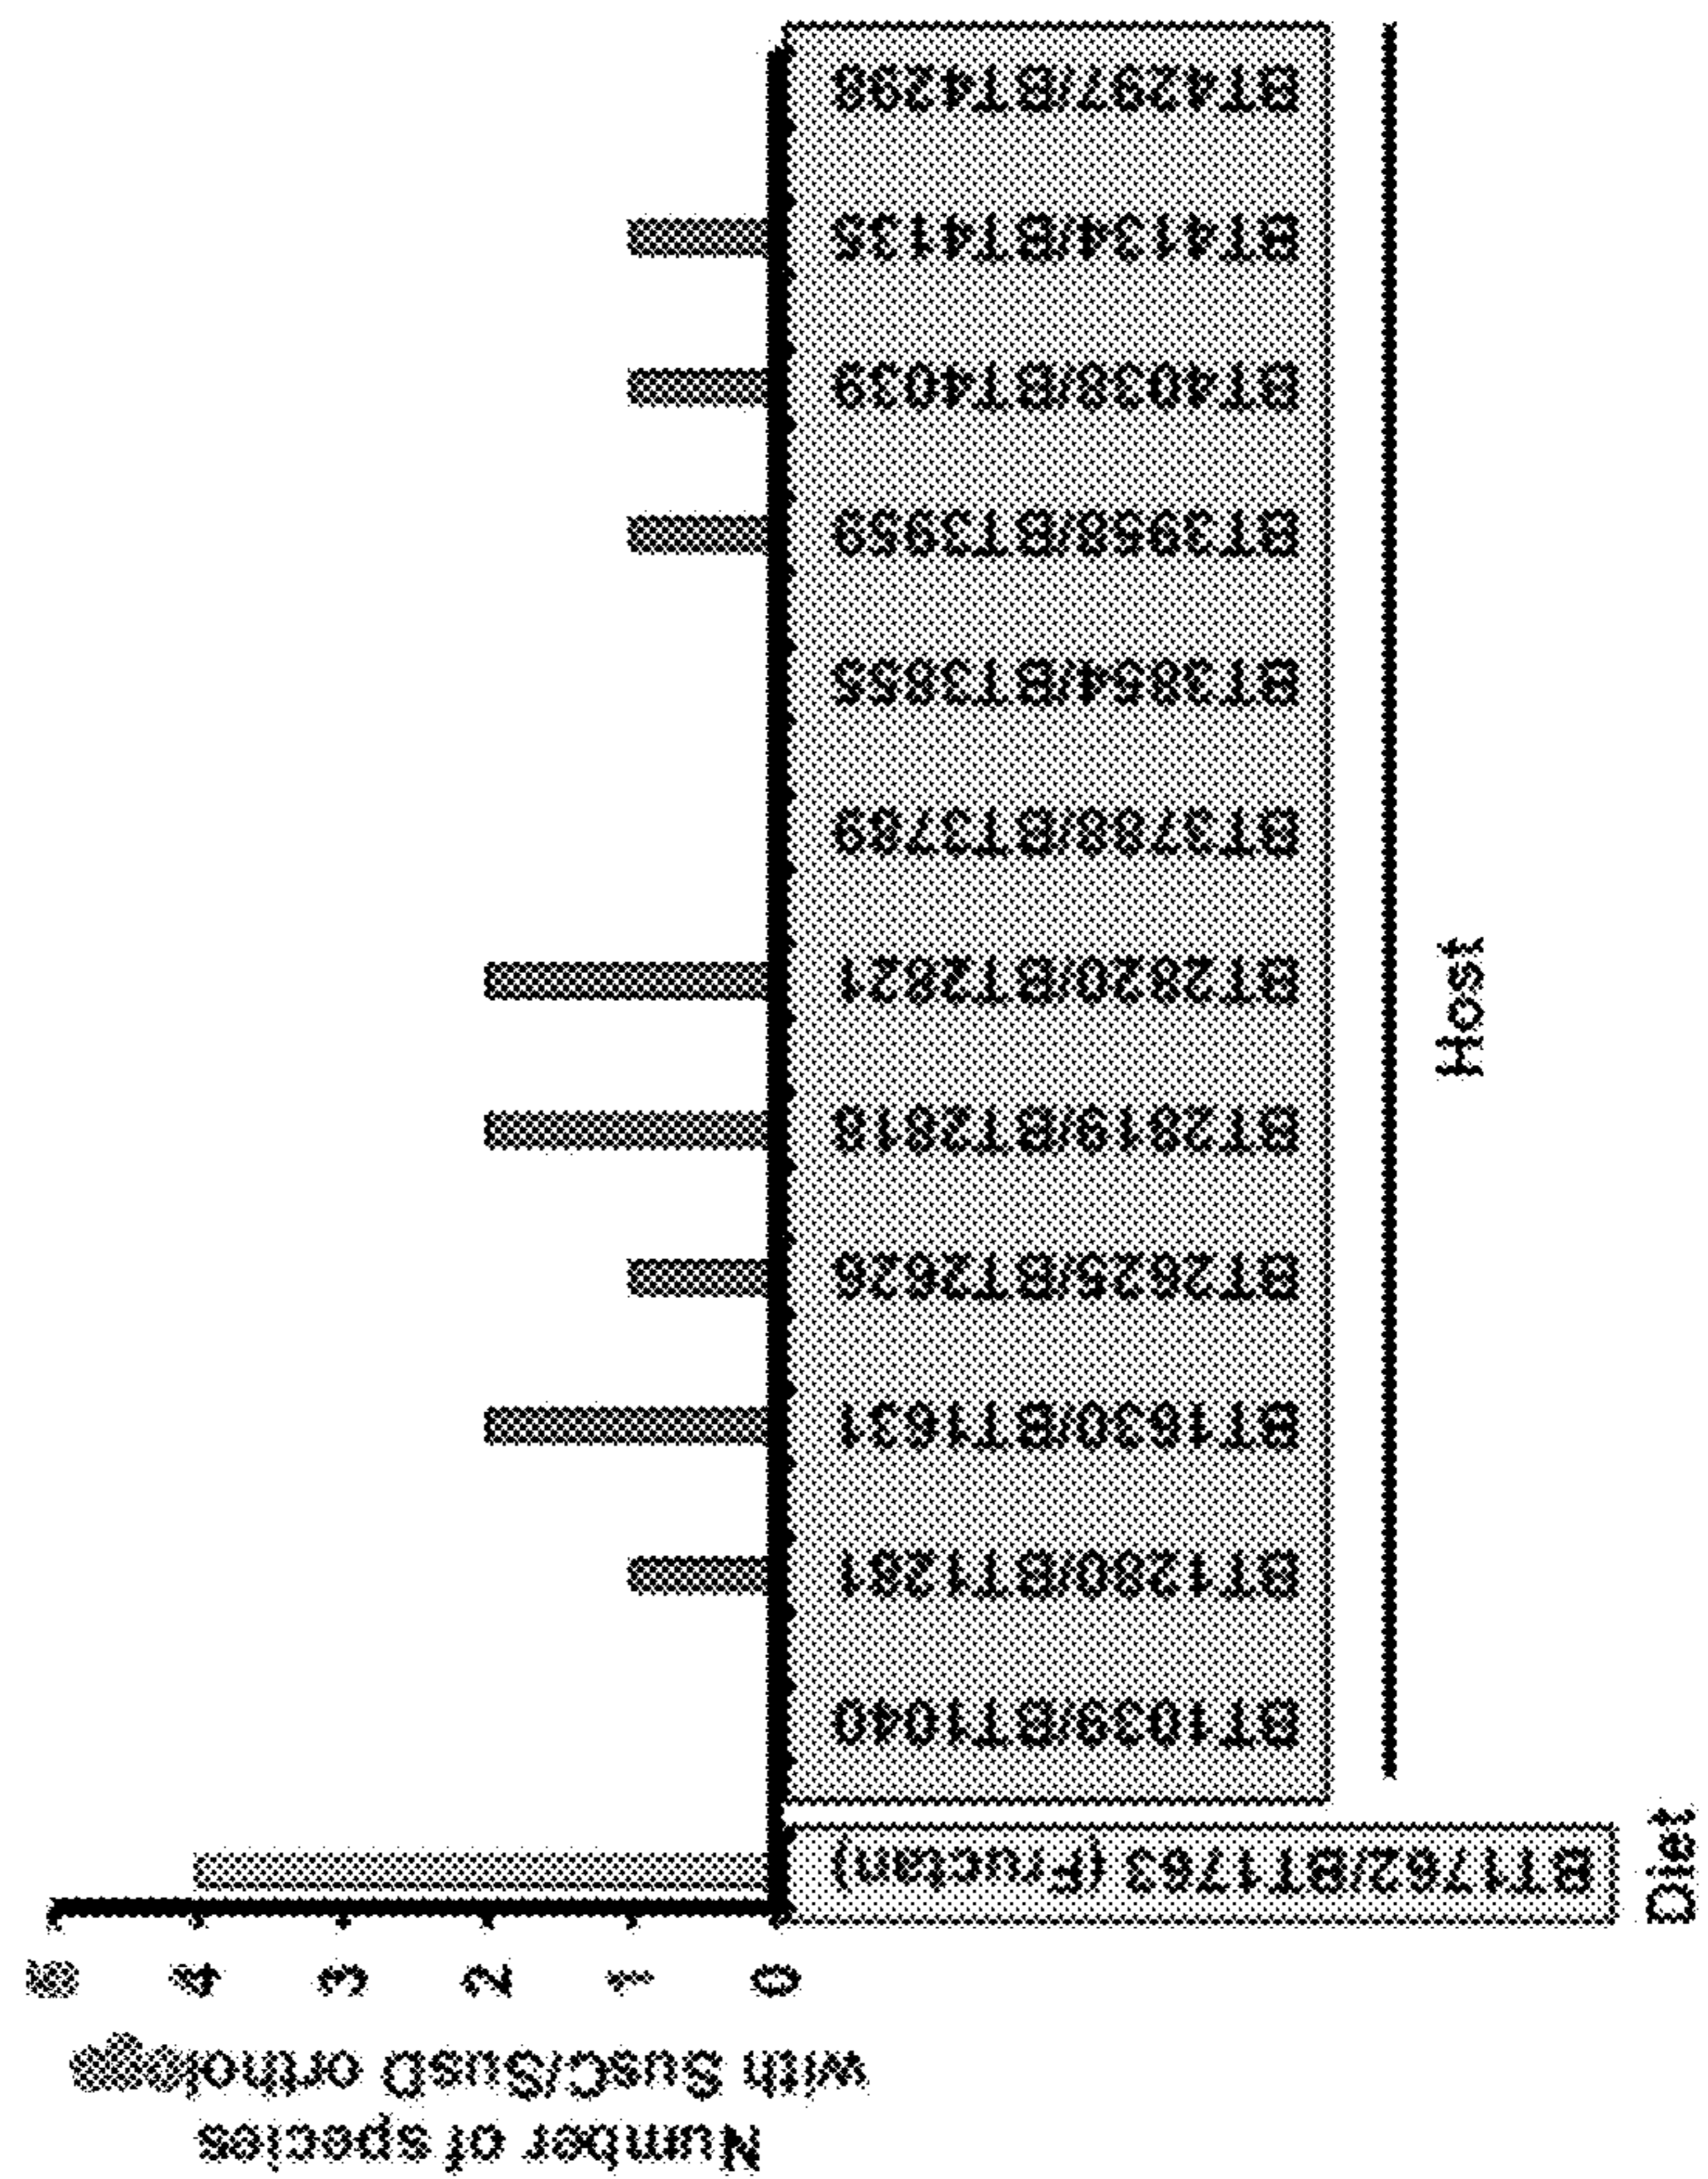 Number of species
with SusC/SusD orthologs
5
4
3
2
1
0
BT1762/BT1763 (Fructan)
BT1039/BT1040
BT1280/BT1281
BT1630/BT1631
BT2625/BT2626
BT2819/BT2818
BT2820/BT2821
BT3788/BT3789
BT3854/BT3855
BT3958/BT3959
BT4038/BT4039
BT4134/BT4135
BT4297/BT4298
Diet
Host